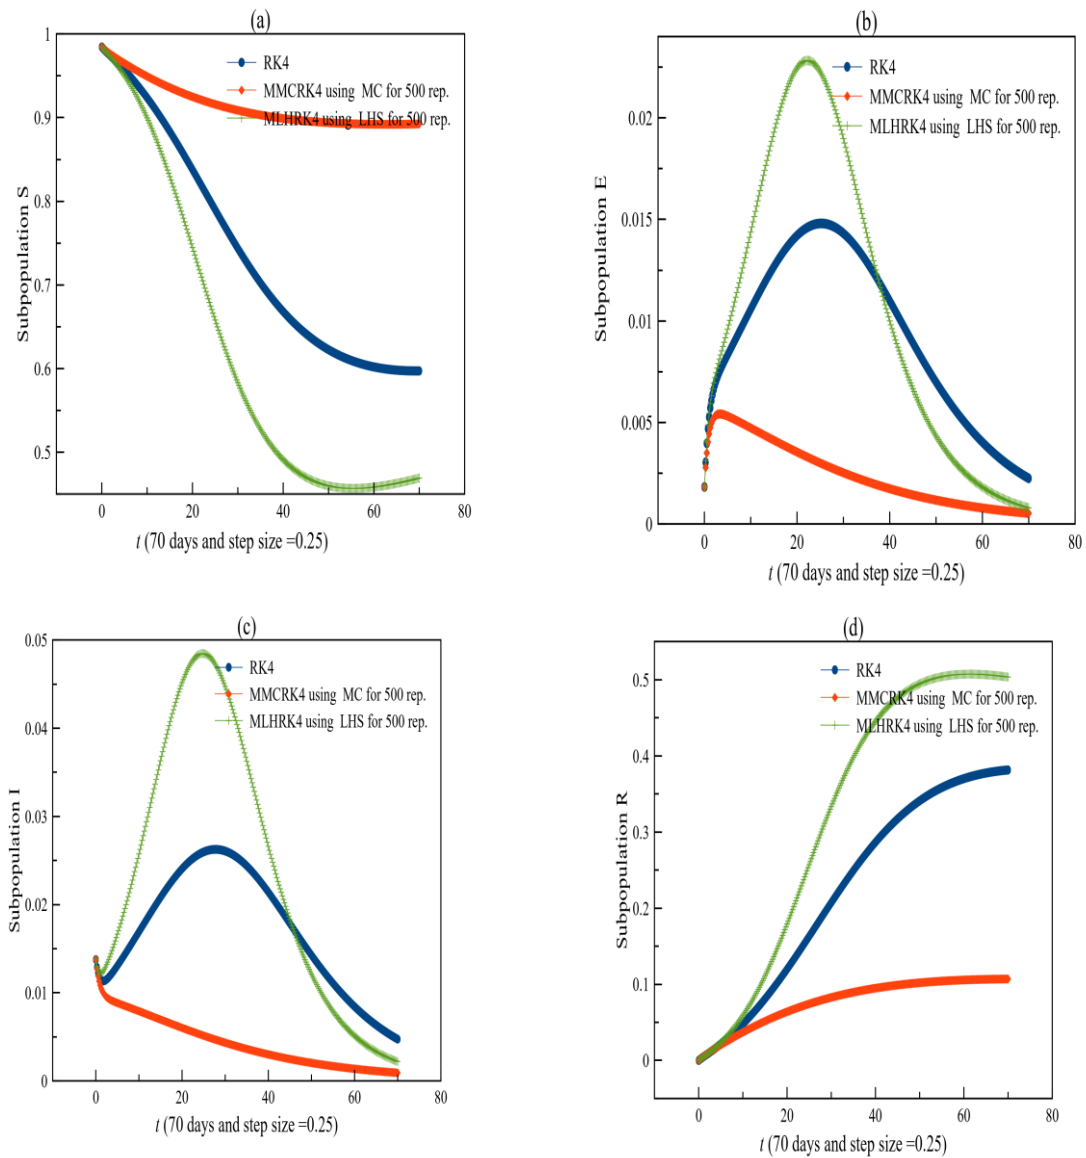 (a)
1
0.9
0.8
0.7
0.6
0.5
Subpopulation S
RK4
MMCRK4 using MC for 500 rep.
MLHRK4 using LHS for 500 rep.
0 20 40 60 80
t (70 days and step size =0.25)
(b)
0.02
0.015
0.01
0.005
0
Subpopulation E
RK4
MMCRK4 using MC for 500 rep.
MLHRK4 using LHS for 500 rep.
0 20 40 60 80
t (70 days and step size =0.25)
(c)
0.05
0.04
0.03
0.02
0.01
0
Subpopulation I
RK4
MMCRK4 using MC for 500 rep.
MLHRK4 using LHS for 500 rep.
0 20 40 60 80
t (70 days and step size =0.25)
(d)
0.5
0.4
0.3
0.2
0.1
0
Subpopulation R
RK4
MMCRK4 using MC for 500 rep.
MLHRK4 using LHS for 500 rep.
0 20 40 60 80
t (70 days and step size =0.25)